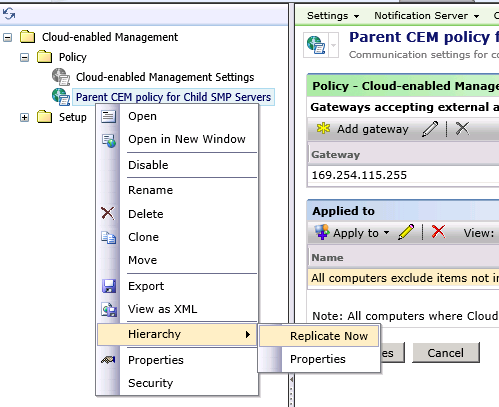 Cloud-enabled Management
Policy
Cloud-enabled Management Settings
Parent CEM policy for Child SMP Servers
Setup
Open
Open in New Window
Disable
Rename
Delete
Clone
Move
Export
View as XML
Hierarchy
Properties
Security
Replicate Now
Properties
Settings Notification Server C
Parent CEM policy f
Communication settings for co
Policy - Cloud-enabled Manage
Gateways accepting external a
Add gateway
Gateway
169.254.115.255
Applied to
Apply to View:
Name
All computers exclude items not in
Note: All computers where Cloud
es Cancel